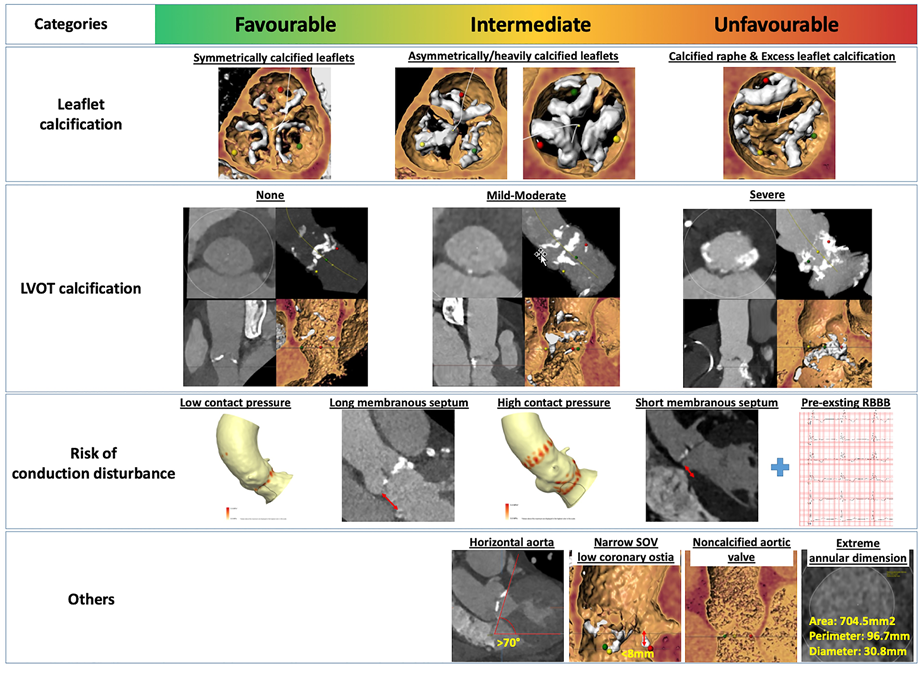 Categories
Favourable
Intermediate
Unfavourable
Leaflet
calcification
Symmetrically calcified leaflets
Asymmetrically/heavily calcified leaflets
Calcified raphe & Excess leaflet calcification
LVOT calcification
None
Mild-Moderate
Severe
Risk of
conduction disturbance
Low contact pressure
Long membranous septum
High contact pressure
Short membranous septum
Pre-exsting RBBB
Others
Horizontal aorta
>70°
Narrow SOV
low coronary ostia
<8mm
Noncalcified aortic
valve
Extreme
annular dimension
Area: 704.5mm2
Perimeter: 96.7mm
Diameter: 30.8mm